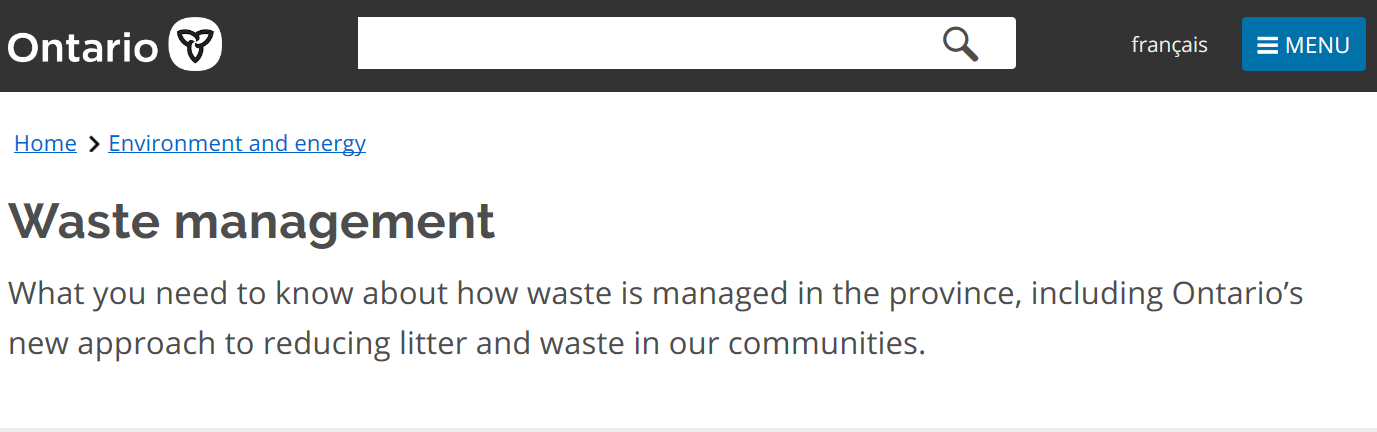 Ontario
français
MENU
Home
Environment and energy
Waste management
What you need to know about how waste is managed in the province, including Ontario’s
new approach to reducing litter and waste in our communities.